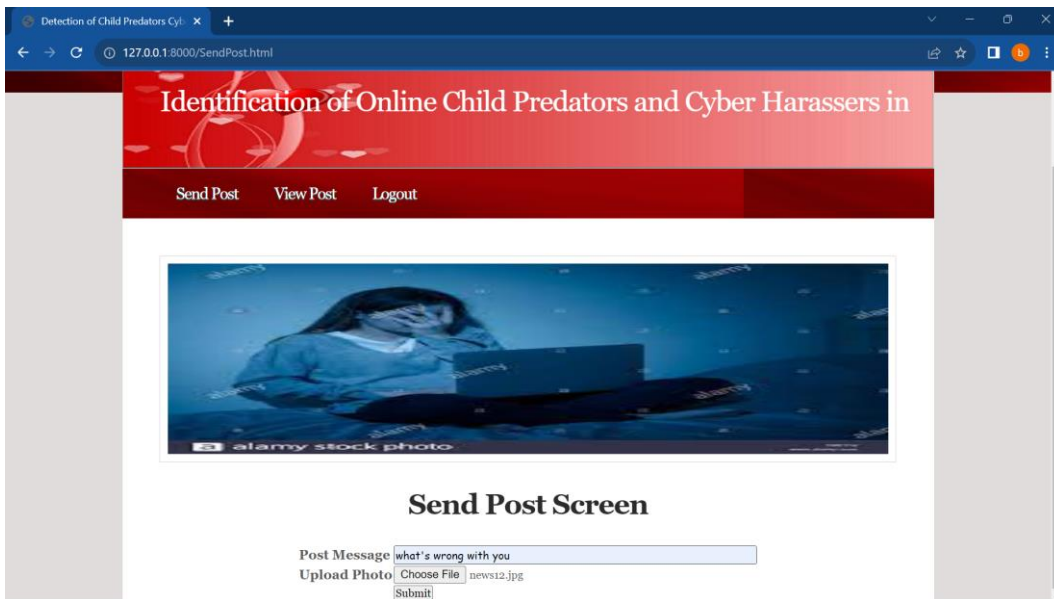 Detection of Child Predators Cyb
127.0.0.1:8000/SendPost.html
b
Identification of Online Child Predators and Cyber Harassers in
Send Post View Post Logout
alamy alamy
alamy
alamy alamy
alamy
a alamy stock photo
Send Post Screen
Post Message what's wrong with you
Upload Photo Choose File news12.jpg
Submit